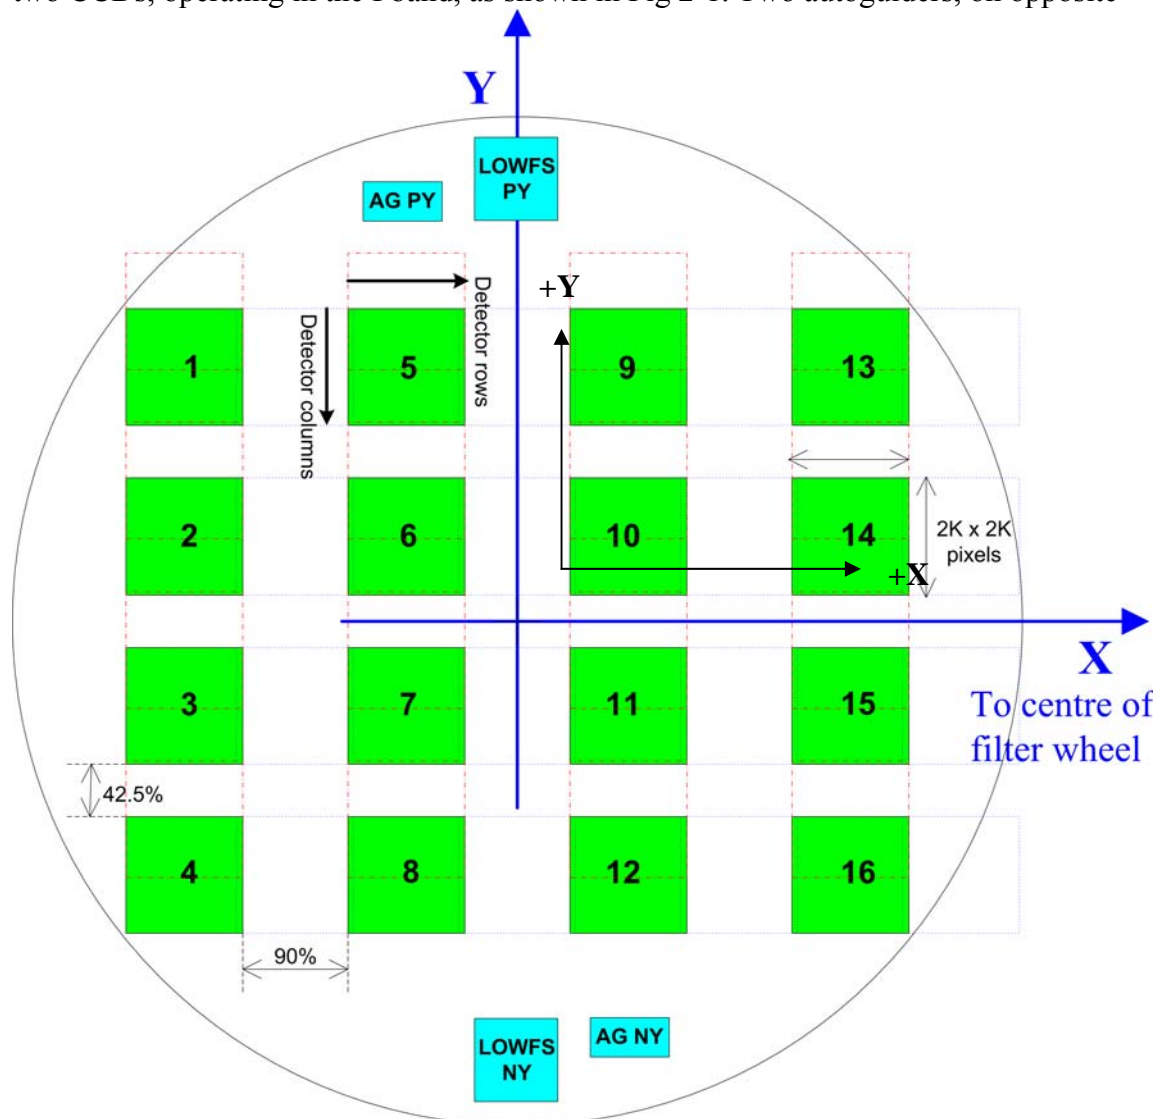 two CCDs, operating in the I band, as shown in Fig 2-1. Two autoguiders, on opposite
Y
LOWFS
PY
AG PY
+Y
Detector rows
Detector columns
1
5
9
13
2
6
10
14
2K x 2K
pixels
+X
X
To centre of
filter wheel
3
7
11
15
42.5%
4
8
12
16
90%
LOWFS
NY
AG NY